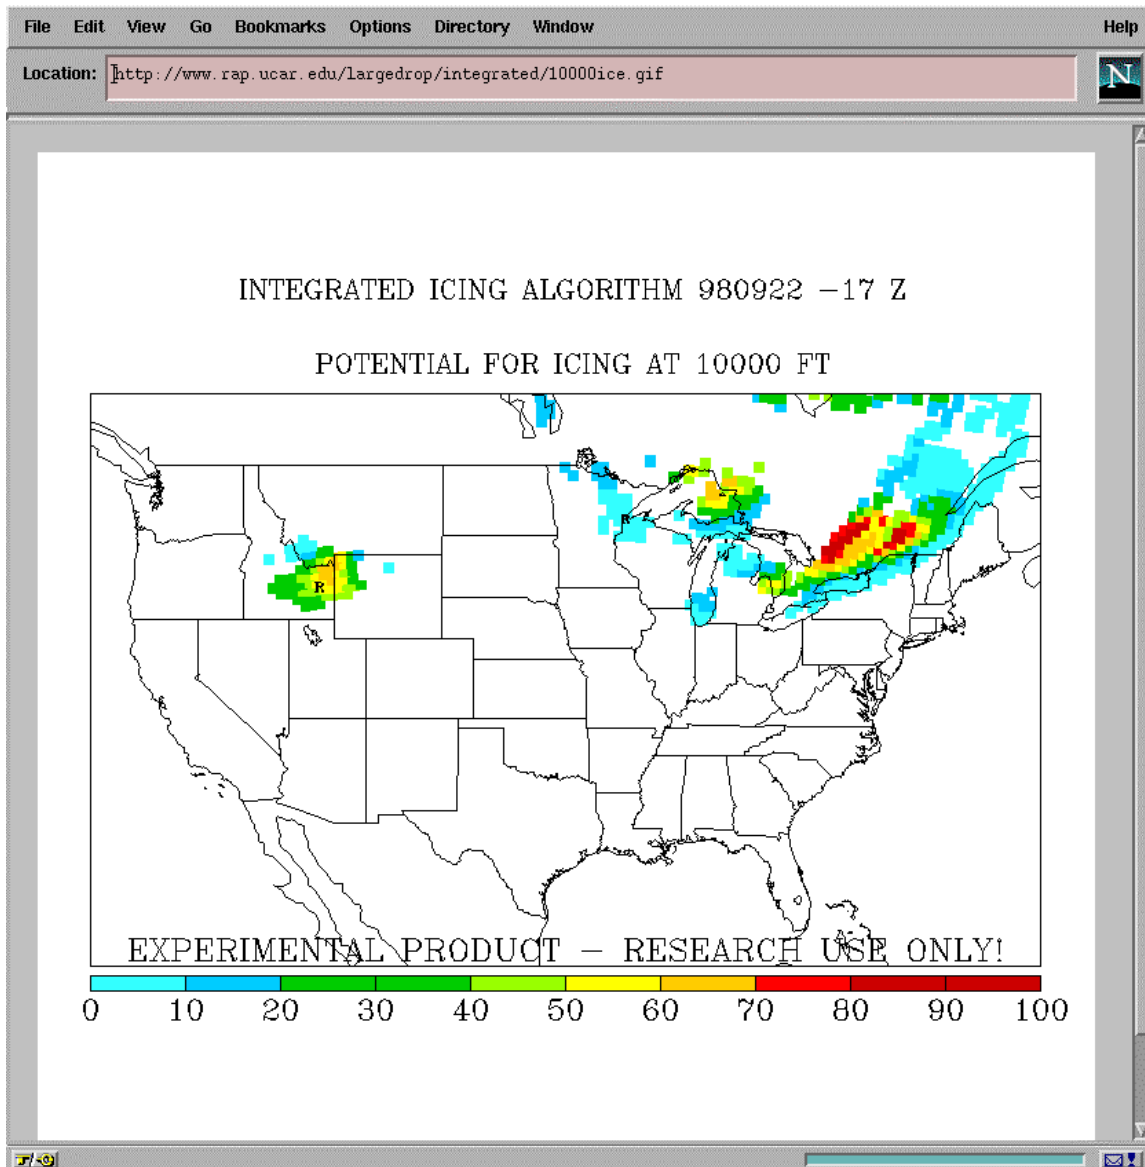 File Edit View Go Bookmarks Options Directory Window Help
Location: http://www.rap.ucar.edu/largedrop/integrated/10000ice.gif
N
INTEGRATED ICING ALGORITHM 980922 -17 Z
POTENTIAL FOR ICING AT 10000 FT
R
R
EXPERIMENTAL PRODUCT - RESEARCH USE ONLY!
0 10 20 30 40 50 60 70 80 90 100